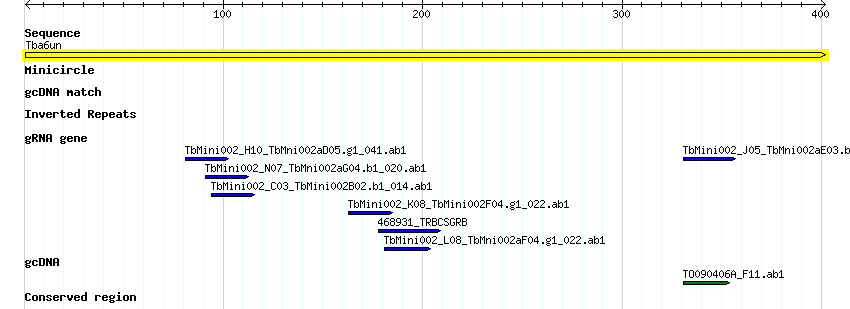 100 200 300 400
Sequence
Tba6un
Minicircle
gcDNA match
Inverted Repeats
gRNA gene
TbMini002_H10_TbMni002aD05.g1_041.ab1 TbMini002_J05_TbMni002aE03.b
TbMini002_N07_TbMni002aG04.b1_020.ab1
TbMini002_C03_TbMini002B02.b1_014.ab1
TbMini002_K08_TbMini002F04.g1_022.ab1
468931_TRBCSGRB
TbMini002_L08_TbMni002aF04.g1_022.ab1
gcDNA
TO090406A_F11.ab1
Conserved region